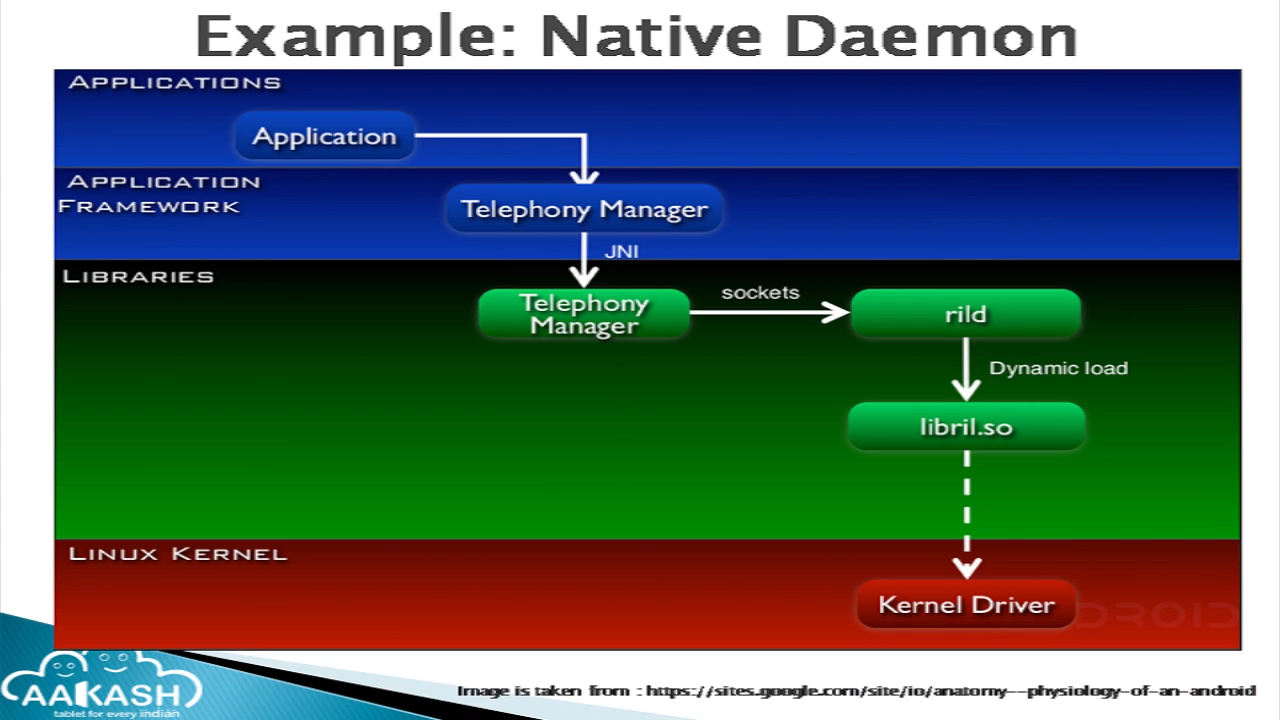 Example: Native Daemon
APPLICATIONS
Application
APPLICATION
FRAMEWORK
Telephony Manager
JNI
LIBRARIES
Telephony
Manager
sockets
rild
Dynamic load
libril.so
LINUX KERNEL
Kernel Driver
DROID
AAKASH
tablet for every indian
Image is taken from : https://sites.google.com/site/io/anatomy--physiology-of-an-android